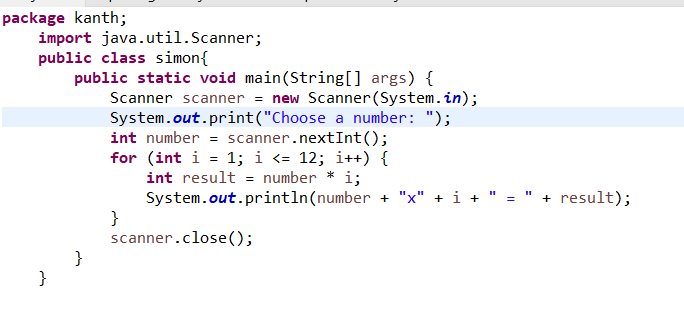 package kanth;
    import java.util.Scanner;
    public class simon{
        public static void main(String[] args) {
            Scanner scanner = new Scanner(System.in);
            System.out.print("Choose a number: ");
            int number = scanner.nextInt();
            for (int i = 1; i <= 12; i++) {
                int result = number * i;
                System.out.println(number + "x" + i + " = " + result);
            }
            scanner.close();
        }
    }